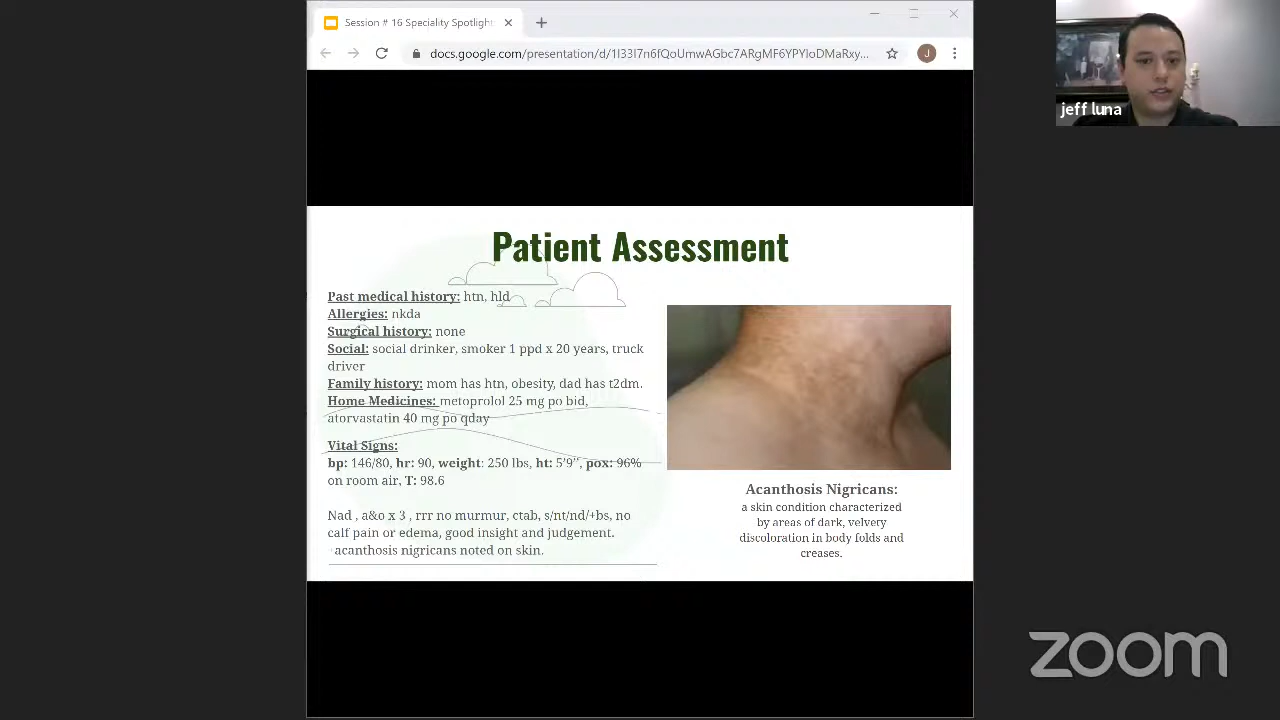 Session # 16 Speciality Spotlight
docs.google.com/presentation/d/1I33I7n6fQoUmwAGbc7ARgMF6YPYIoDMaRxy...
J
jeff luna
Patient Assessment
Past medical history: htn, hld
Allergies: nkda
Surgical history: none
Social: social drinker, smoker 1 ppd x 20 years, truck
driver
Family history: mom has htn, obesity, dad has t2dm.
Home Medicines: metoprolol 25 mg po bid,
atorvastatin 40 mg po qday
Vital Signs:
bp: 146/80, hr: 90, weight: 250 lbs, ht: 5'9'', pox: 96%
on room air, T: 98.6
Nad , a&o x 3 , rrr no murmur, ctab, s/nt/nd/+bs, no
calf pain or edema, good insight and judgement.
acanthosis nigricans noted on skin.
Acanthosis Nigricans:
a skin condition characterized
by areas of dark, velvety
discoloration in body folds and
creases.
zoom